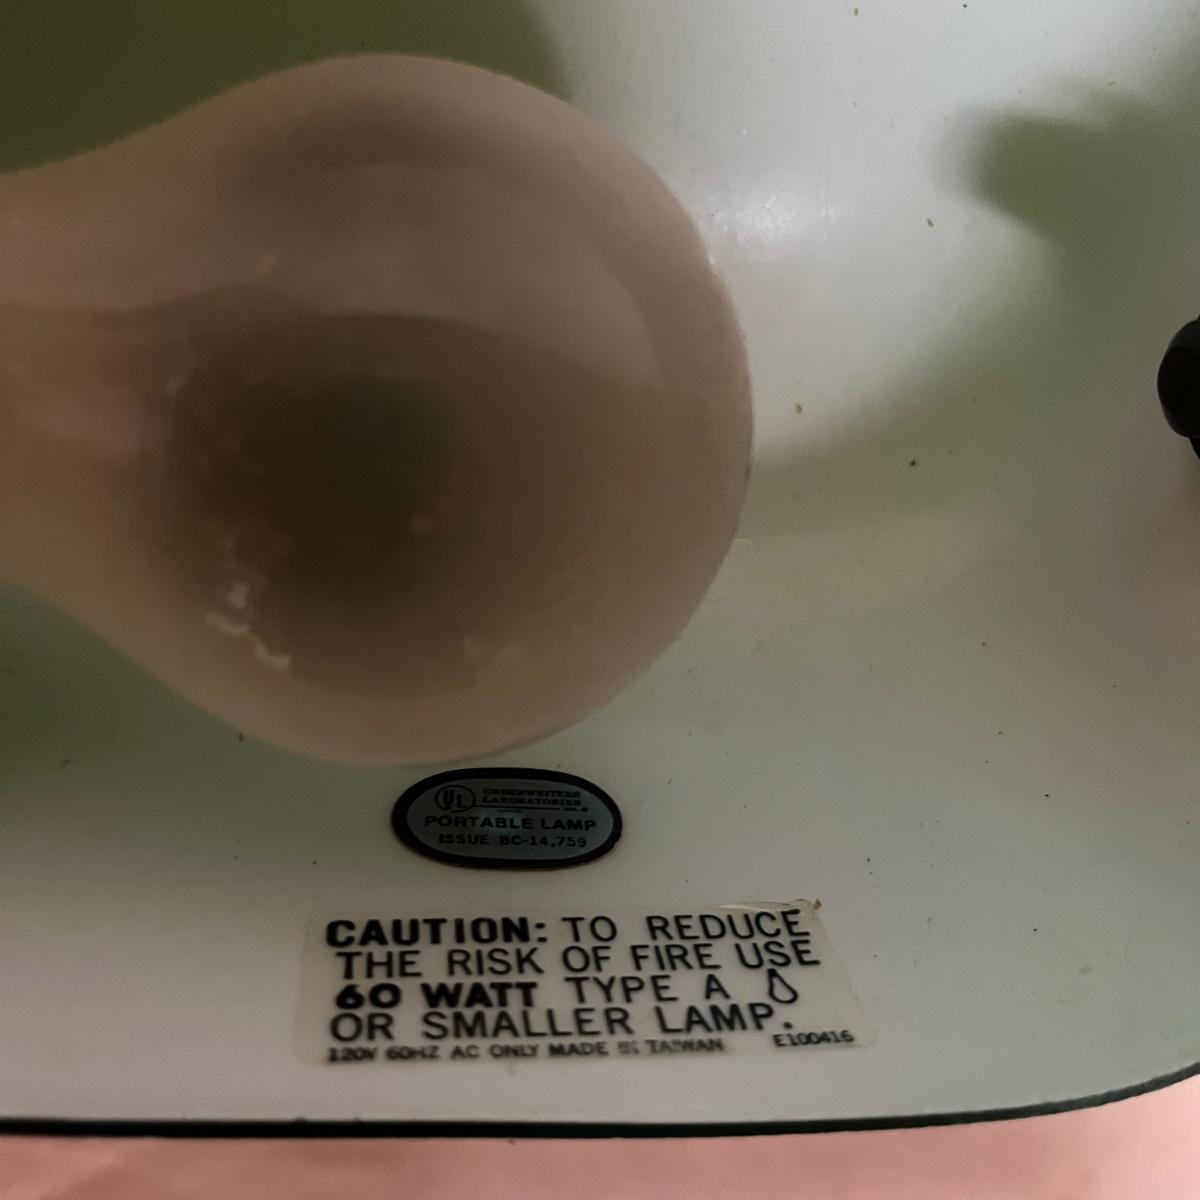 UL
UNDERWRITERS
LABORATORIES
PORTABLE LAMP
ISSUE BC-14,759
CAUTION: TO REDUCE
THE RISK OF FIRE USE
60 WATT TYPE A
OR SMALLER LAMP.
120V 60HZ AC ONLY MADE IN TAIWAN E100416